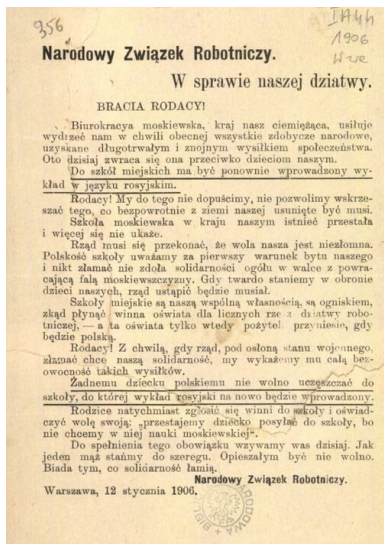 356
IA4h
1906
Narodowy Związek Robotniczy.
W sprawie naszej dziatwy.
BRACIA RODACY!
Biurokracya moskiewska, kraj nasz ciemiężąca, usiłuje
wydrzeć nam w chwili obecnej wszystkie zdobycze narodowe,
uzyskane długotrwałym i znojnym wysiłkiem społeczeństwa.
Oto dzisiaj zwraca się ona przeciwko dzieciom naszym.
Do szkół miejskich ma być ponownie wprowadzony wy-
kład w języku rosyjskim.
Rodacy! My do tego nie dopuścimy, nie pozwolimy wskrze-
szać tego, co bezpowrotnie z ziemi naszej usunięte być musi.
Szkoła moskiewska w kraju naszym istnieć przestała
i więcej się nie ukaże.
Rząd musi się przekonać, że wola nasza jest niezłomna.
Polskość szkoły uważamy za pierwszy warunek bytu naszego
i nikt złamać nie zdoła solidarności ogółu w walce z powra-
cającą falą moskiewszczyzny. Gdy twardo staniemy w obronie
dzieci naszych, rząd ustąpić będzie musiał.
Szkoły miejskie są naszą wspólną własnością, są ogniskiem,
zkąd płynąć winna oświata dla licznych rzesz dziatwy robo-
tniczej, — a ta oświata tylko wtedy pożytek przyniesie, gdy
będzie polską.
Rodacy! Z chwilą, gdy rząd, pod osłoną stanu wojennego,
złamać chce naszą solidarność, my wykażemy mu całą bez-
owocność takich wysiłków.
Żadnemu dziecku polskiemu nie wolno uczęszczać do
szkoły, do której wykład rosyjski na nowo będzie wprowadzony.
Rodzice natychmiast zgłosić się winni do szkoły i oświad-
czyć wolę swoją: „przestajemy dziecko posyłać do szkoły, bo
nie chcemy w niej nauki moskiewskiej".
Do spełnienia tego obowiązku wzywamy was dzisiaj. Jak
jeden mąż stańmy do szeregu. Opieszałym być nie wolno.
Biada tym, co solidarność łamią.
Narodowy Związek Robotniczy.
Warszawa, 12 stycznia 1906.